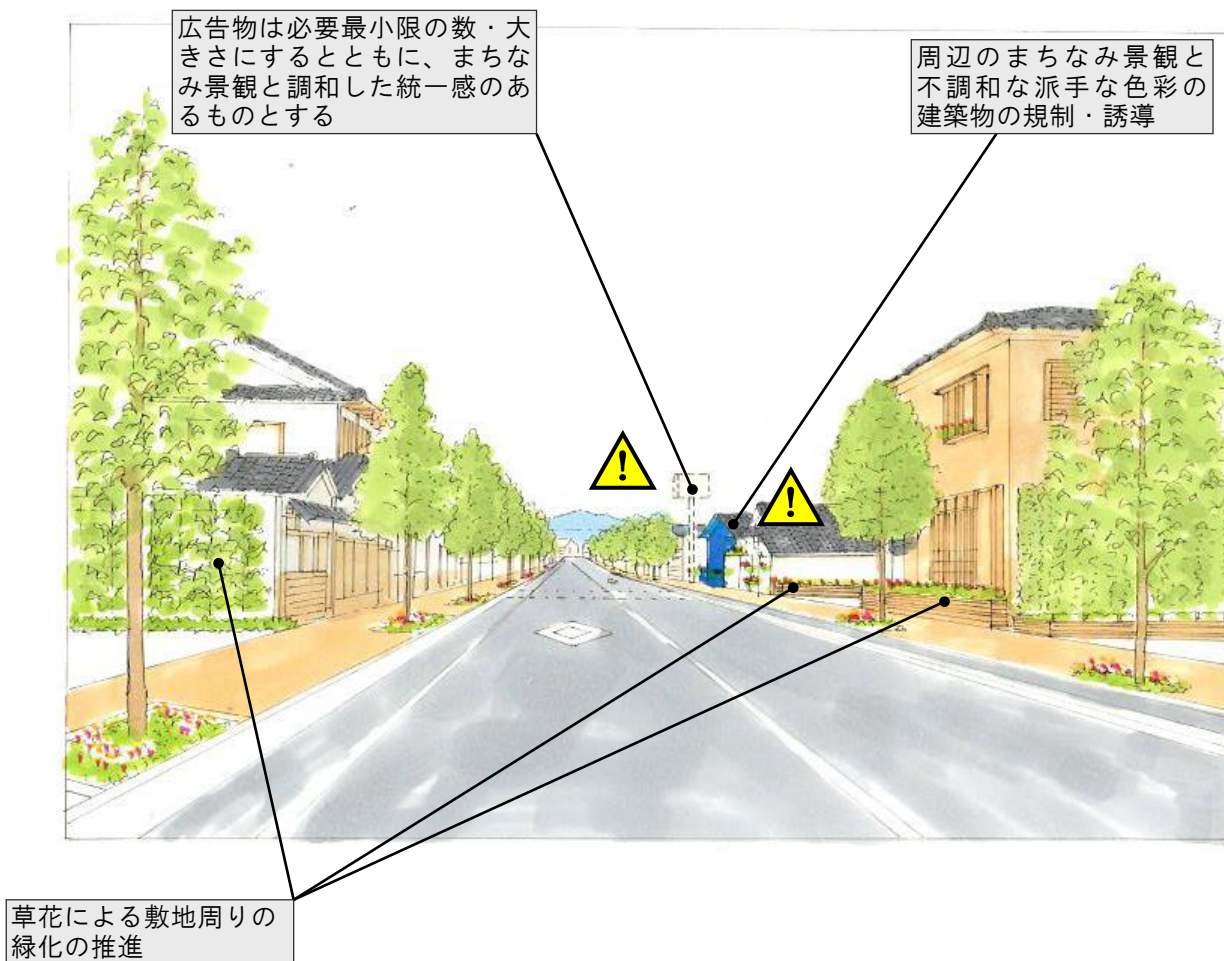 広告物は必要最小限の数・大
きさにするとともに、まちな
み景観と調和した統一感のあ
るものとする
周辺のまちなみ景観と
不調和な派手な色彩の
建築物の規制・誘導
草花による敷地周りの
緑化の推進